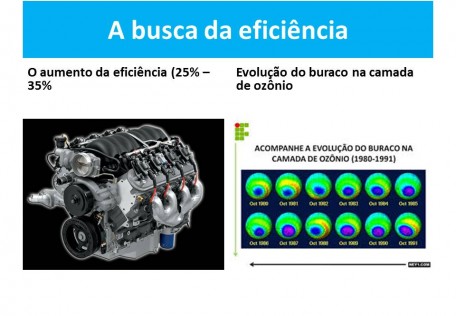 A busca da eficiência
O aumento da eficiência (25% –
35%
Evolução do buraco na camada
de ozônio
ACOMPANHE A EVOLUÇÃO DO BURACO NA
CAMADA DE OZÔNIO (1980-1991)
Oct 1980 Oct 1981 Oct 1982 Oct 1983 Oct 1984 Oct 1985
Oct 1986 Oct 1987 Oct 1988 Oct 1989 Oct 1990 Oct 1991